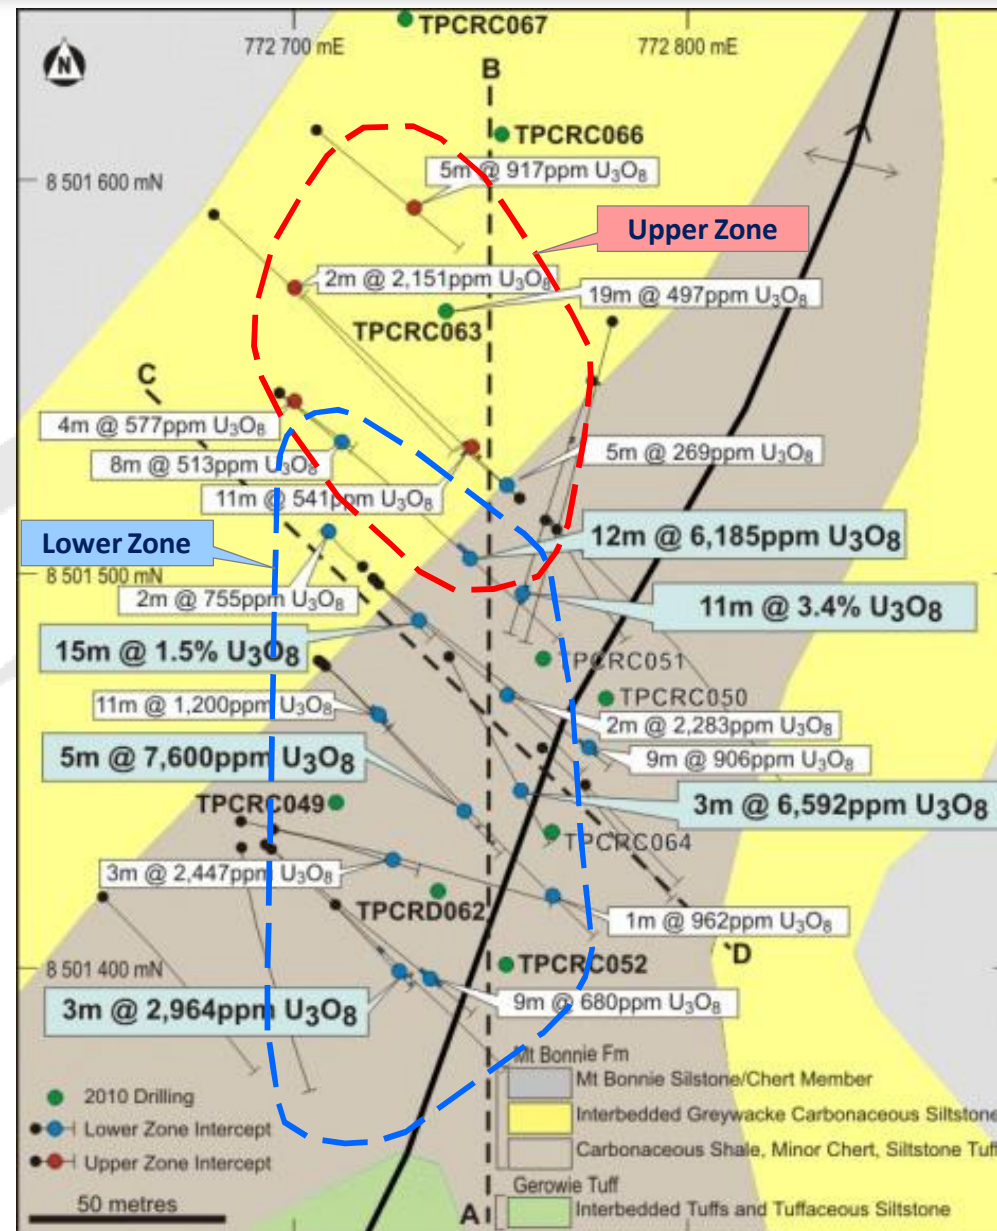 TPCRC067
772 700 mE
772 800 mE
N
B
TPCRC066
5m @ 917ppm U₃O₈
8 501 600 mN
Upper Zone
2m @ 2,151ppm U₃O₈
19m @ 497ppm U₃O₈
TPCRC063
C
4m @ 577ppm U₃O₈
5m @ 269ppm U₃O₈
8m @ 513ppm U₃O₈
11m @ 541ppm U₃O₈
12m @ 6,185ppm U₃O₈
Lower Zone
8 501 500 mN
2m @ 755ppm U₃O₈
11m @ 3.4% U₃O₈
15m @ 1.5% U₃O₈
TPCRC051
TPCRC050
11m @ 1,200ppm U₃O₈
2m @ 2,283ppm U₃O₈
5m @ 7,600ppm U₃O₈
9m @ 906ppm U₃O₈
TPCRC049
3m @ 6,592ppm U₃O₈
TPCRC064
3m @ 2,447ppm U₃O₈
TPCRD062
1m @ 962ppm U₃O₈
D
8 501 400 mN
TPCRC052
3m @ 2,964ppm U₃O₈
9m @ 680ppm U₃O₈
Mt Bonnie Fm
Mt Bonnie Silstone/Chert Member
2010 Drilling
Interbedded Greywacke Carbonaceous Siltstone
Lower Zone Intercept
Carbonaceous Shale, Minor Chert, Siltstone Tuff
Upper Zone Intercept
Gerowie Tuff
50 metres
A
Interbedded Tuffs and Tuffaceous Siltstone